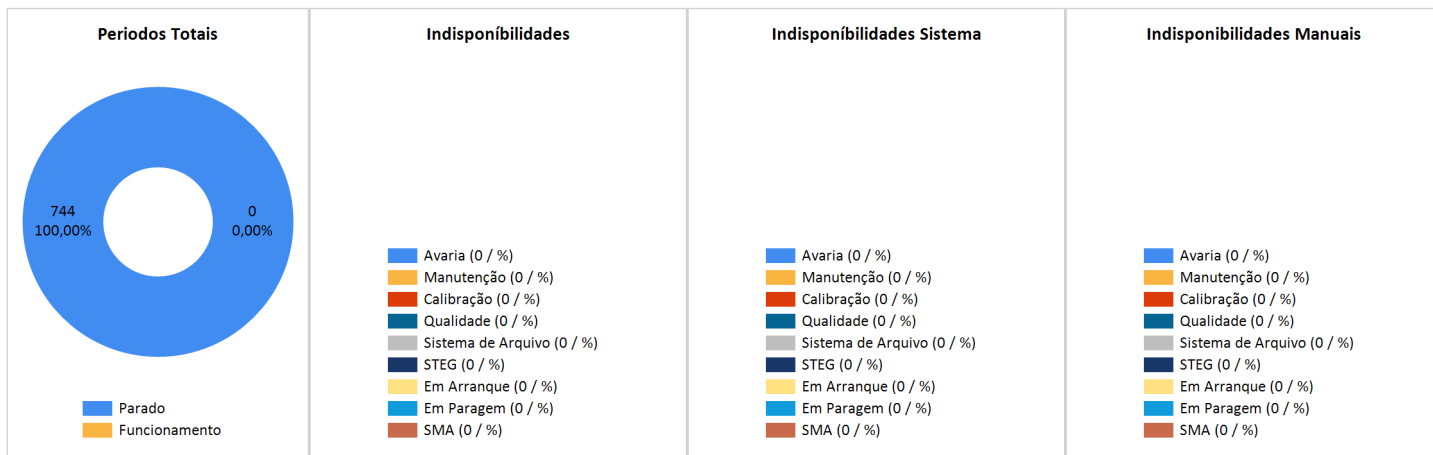 Periodos Totais
744
100,00%
0
0,00%
Parado
Funcionamento
Indisponíbilidades
Avaria (0 / %)
Manutenção (0 / %)
Calibração (0 / %)
Qualidade (0 / %)
Sistema de Arquivo (0 / %)
STEG (0 / %)
Em Arranque (0 / %)
Em Paragem (0 / %)
SMA (0 / %)
Indisponíbilidades Sistema
Avaria (0 / %)
Manutenção (0 / %)
Calibração (0 / %)
Qualidade (0 / %)
Sistema de Arquivo (0 / %)
STEG (0 / %)
Em Arranque (0 / %)
Em Paragem (0 / %)
SMA (0 / %)
Indisponibilidades Manuais
Avaria (0 / %)
Manutenção (0 / %)
Calibração (0 / %)
Qualidade (0 / %)
Sistema de Arquivo (0 / %)
STEG (0 / %)
Em Arranque (0 / %)
Em Paragem (0 / %)
SMA (0 / %)